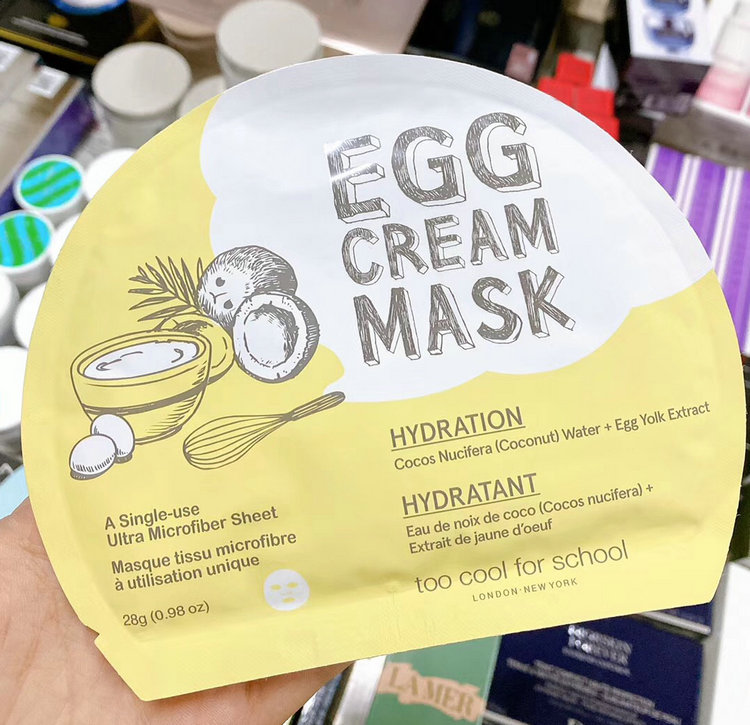 EGG
CREAM
MASK
HYDRATION
Cocos Nucifera (Coconut) Water + Egg Yolk Extract
HYDRATANT
Eau de noix de coco (Cocos nucifera) +
Extrait de jaune d'oeuf
too cool for school
LONDON·NEW YORK
A Single-use
Ultra Microfiber Sheet
Masque tissu microfibre
à utilisation unique
28g (0.98 oz)
LA MER